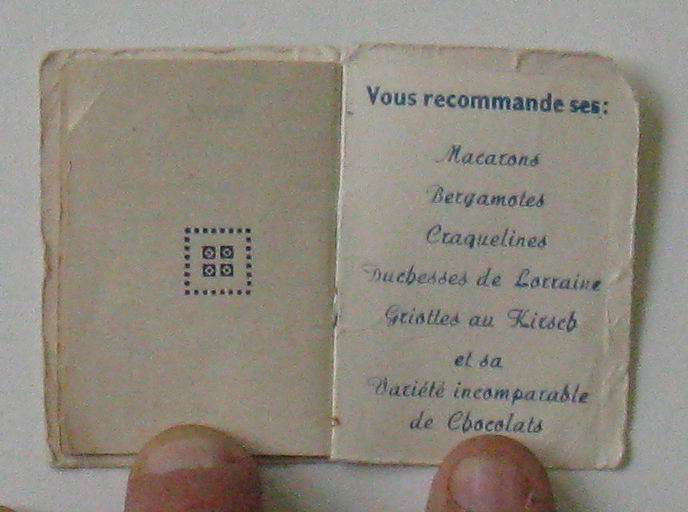 Vous recommande ses:
Macarons
Bergamotes
Craquelines
Duchesses de Lorraine
Griottes au Kirsch
et sa
Variété incomparable
de Chocolats